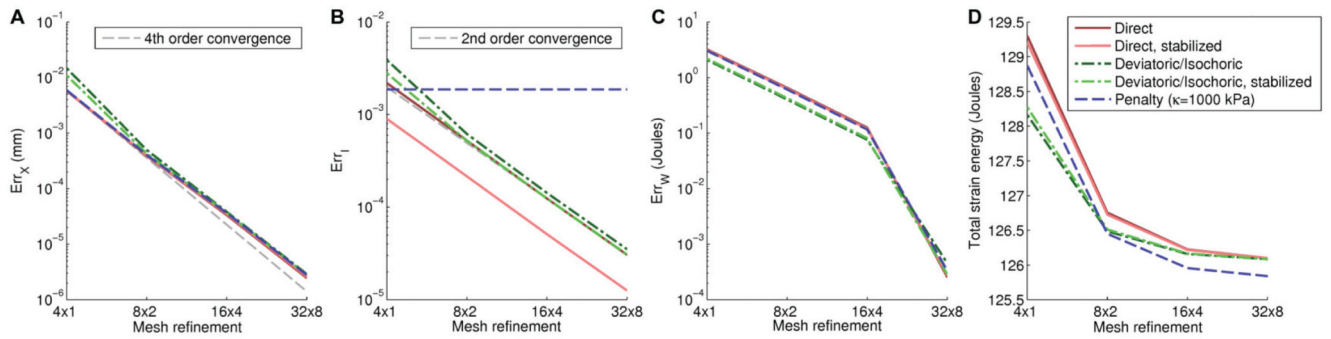 A
10⁻¹
10⁻²
10⁻³
10⁻⁴
10⁻⁵
10⁻⁶
Err_X (mm)
4th order convergence
4x1
8x2
16x4
32x8
Mesh refinement
B
10⁻²
10⁻³
10⁻⁴
10⁻⁵
Err_I
2nd order convergence
4x1
8x2
16x4
32x8
Mesh refinement
C
10¹
10⁰
10⁻¹
10⁻²
10⁻³
10⁻⁴
Err_W (Joules)
4x1
8x2
16x4
32x8
Mesh refinement
D
129.5
129
128.5
128
127.5
127
126.5
126
125.5
Total strain energy (Joules)
Direct
Direct, stabilized
Deviatoric/Isochoric
Deviatoric/Isochoric, stabilized
Penalty (κ=1000 kPa)
4x1
8x2
16x4
32x8
Mesh refinement